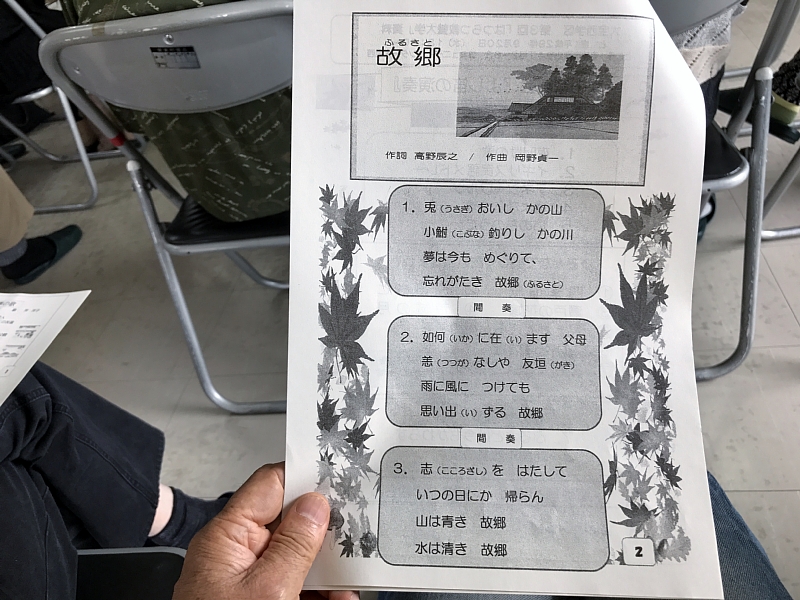 ふるさと
故郷
作詞 高野辰之 / 作曲 岡野貞一
1. 兎(うさぎ)おいし かの山
小鮒(こぶな)釣りし かの川
夢は今も めぐりて、
忘れがたき 故郷(ふるさと)
間 奏
2. 如何(いか)に在(い)ます 父母
恙(つつが)なしや 友垣(がき)
雨に風に つけても
思い出(い)ずる 故郷
間 奏
3. 志(こころざし)を はたして
いつの日にか 帰らん
山は青き 故郷
水は清き 故郷
2